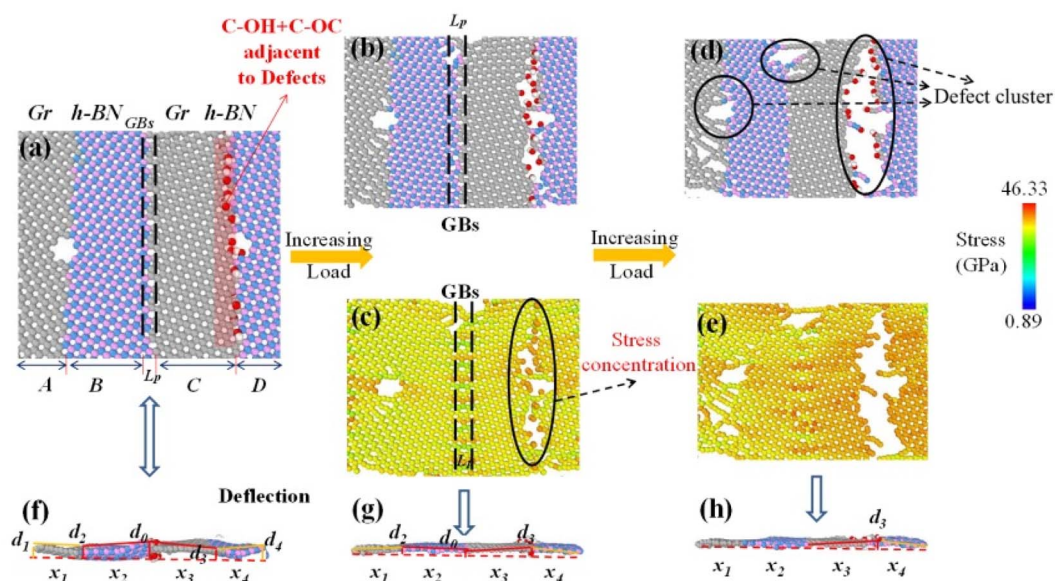 C-OH+C-OC
adjacent
to Defects
Lp
(b)
(d)
Defect cluster
Gr h-BN GBs Gr h-BN
(a)
GBs
46.33
Stress
(GPa)
0.89
Increasing
Load
Increasing
Load
GBs
(c)
(e)
Stress
concentration
Lp
A B Lp C D
Deflection
(f)
d1 d2 d0 d3 d4
x1 x2 x3 x4
(g)
d2 d0 d3
x1 x2 x3 x4
(h)
d3
x1 x2 x3 x4